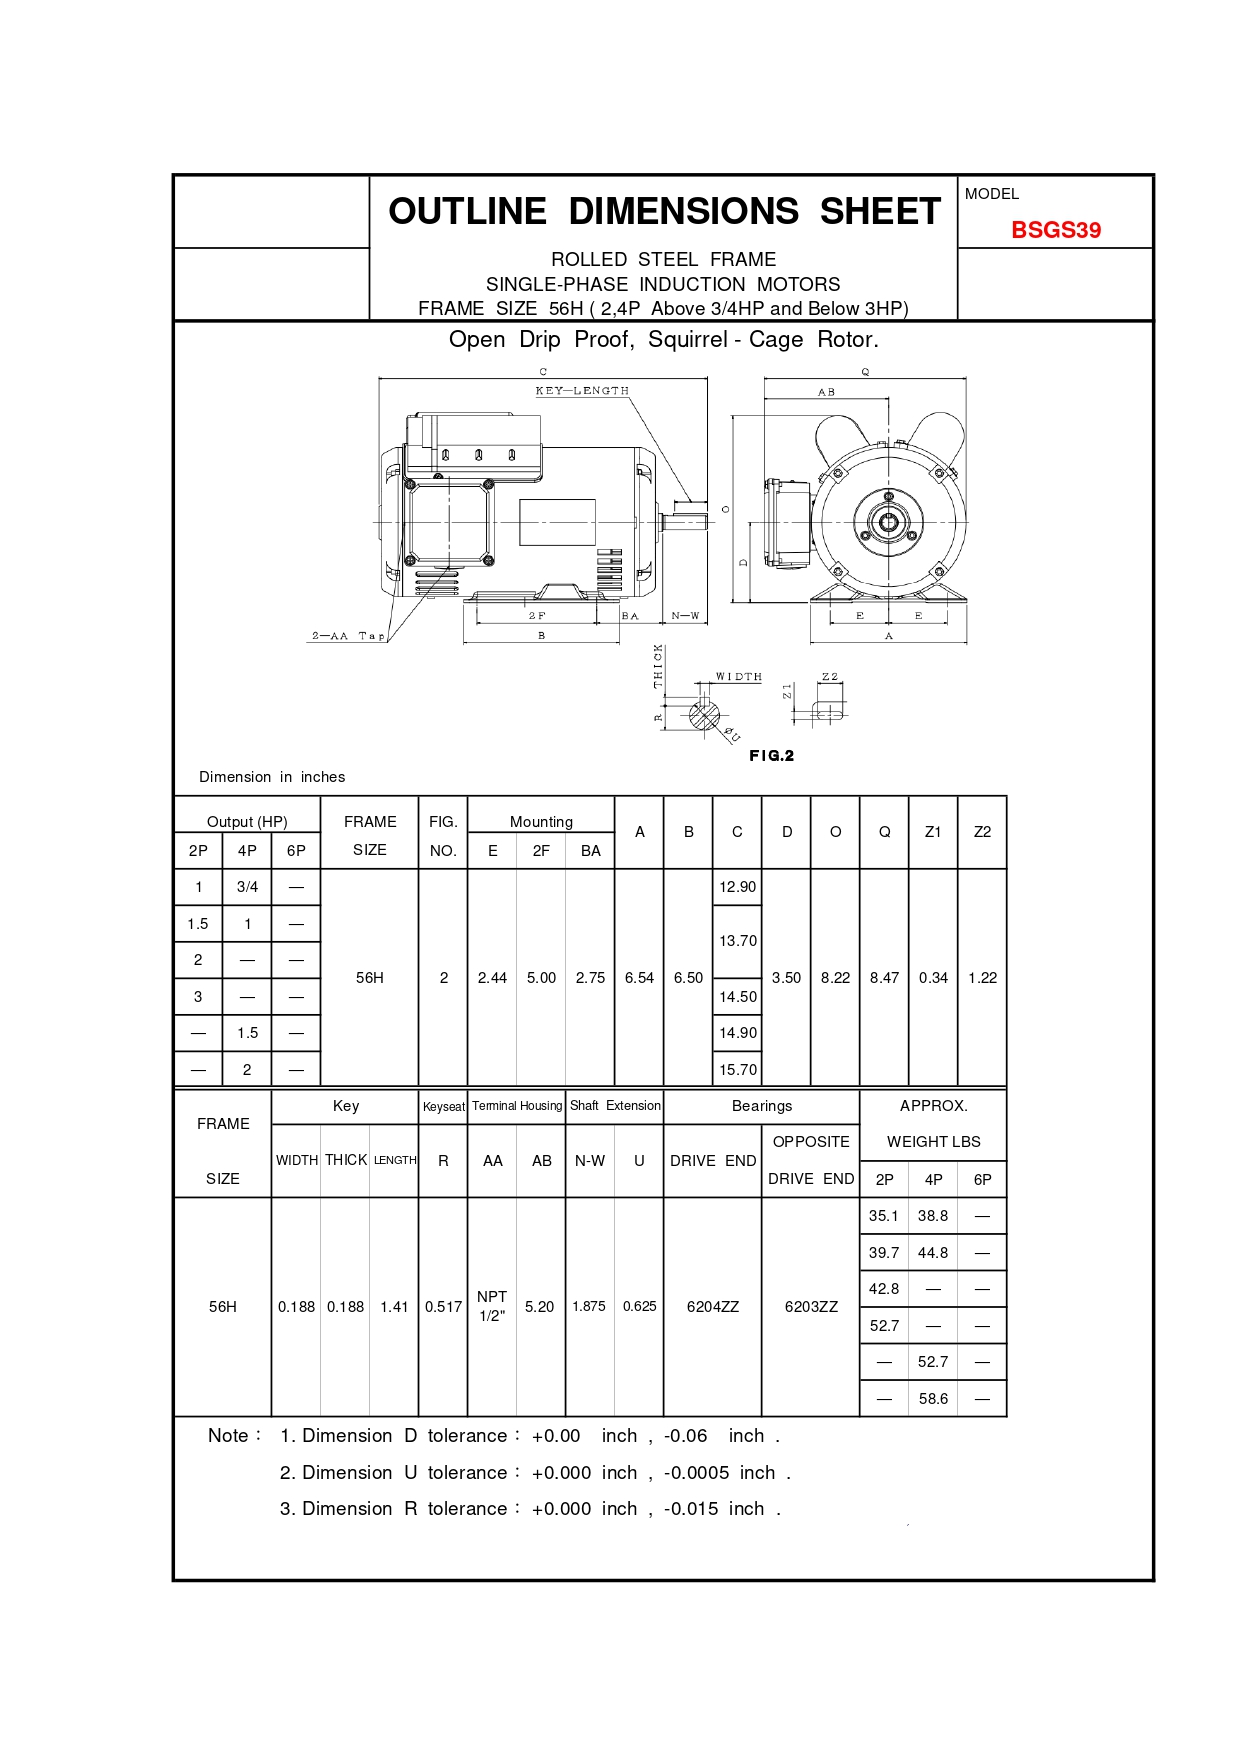 OUTLINE DIMENSIONS SHEET
MODEL
BSGS39
ROLLED STEEL FRAME
SINGLE-PHASE INDUCTION MOTORS
FRAME SIZE 56H ( 2,4P Above 3/4HP and Below 3HP)
Open Drip Proof, Squirrel - Cage Rotor.
C
KEY—LENGTH
Q
AB
O
D
2F
BA
N—W
E
E
2—AA Tap
B
A
THICK
WIDTH
R
ØU
Z1
Z2
FIG.2
Dimension in inches
Output (HP) FRAME FIG. Mounting A B C D O Q Z1 Z2
2P 4P 6P SIZE NO. E 2F BA
1 3/4 — 12.90
1.5 1 — 13.70
2 — —
56H 2 2.44 5.00 2.75 6.54 6.50 3.50 8.22 8.47 0.34 1.22
3 — — 14.50
— 1.5 — 14.90
— 2 — 15.70
FRAME Key Keyseat Terminal Housing Shaft Extension Bearings APPROX.
OPPOSITE WEIGHT LBS
WIDTH THICK LENGTH R AA AB N-W U DRIVE END
SIZE DRIVE END 2P 4P 6P
35.1 38.8 —
39.7 44.8 —
42.8 — —
56H 0.188 0.188 1.41 0.517 NPT 1/2" 5.20 1.875 0.625 6204ZZ 6203ZZ
52.7 — —
— 52.7 —
— 58.6 —
Note : 1. Dimension D tolerance : +0.00 inch , -0.06 inch .
2. Dimension U tolerance : +0.000 inch , -0.0005 inch .
3. Dimension R tolerance : +0.000 inch , -0.015 inch .